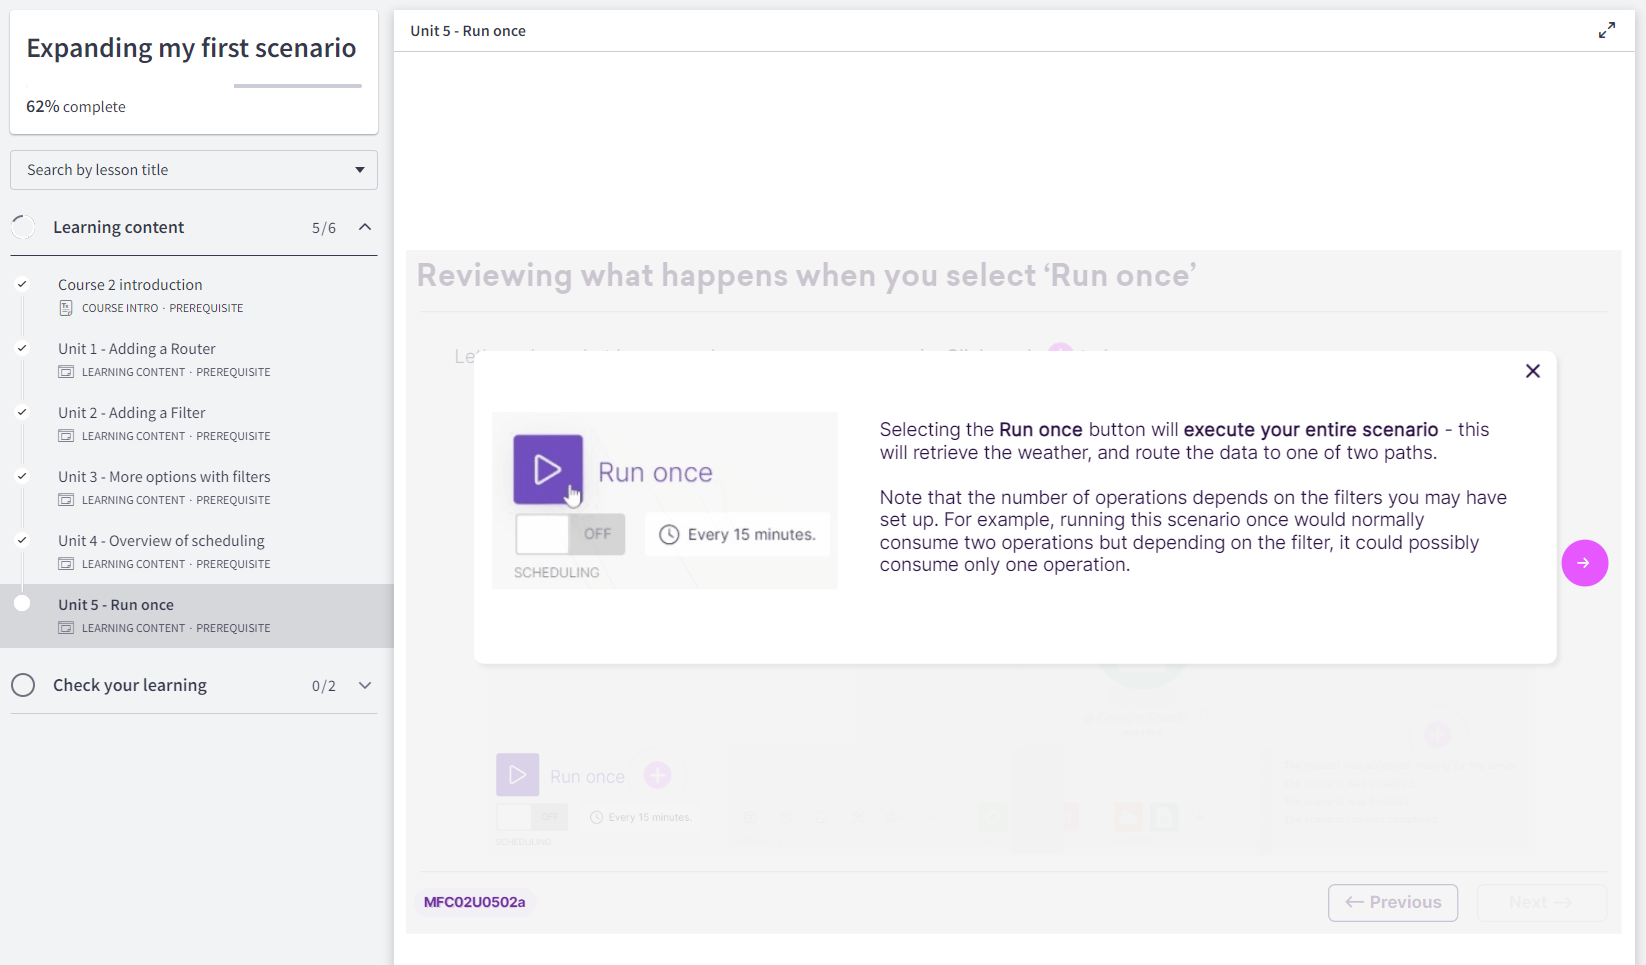 Expanding my first scenario
62% complete
Search by lesson title
Learning content 5/6
Course 2 introduction
COURSE INTRO · PREREQUISITE
Unit 1 - Adding a Router
LEARNING CONTENT · PREREQUISITE
Unit 2 - Adding a Filter
LEARNING CONTENT · PREREQUISITE
Unit 3 - More options with filters
LEARNING CONTENT · PREREQUISITE
Unit 4 - Overview of scheduling
LEARNING CONTENT · PREREQUISITE
Unit 5 - Run once
LEARNING CONTENT · PREREQUISITE
Check your learning 0/2
Unit 5 - Run once
Reviewing what happens when you select ‘Run once’
Run once
OFF
Every 15 minutes.
SCHEDULING
Selecting the Run once button will execute your entire scenario - this
will retrieve the weather, and route the data to one of two paths.
Note that the number of operations depends on the filters you may have
set up. For example, running this scenario once would normally
consume two operations but depending on the filter, it could possibly
consume only one operation.
Run once
OFF
Every 15 minutes.
SCHEDULING
MFC02U0502a
← Previous
Next →